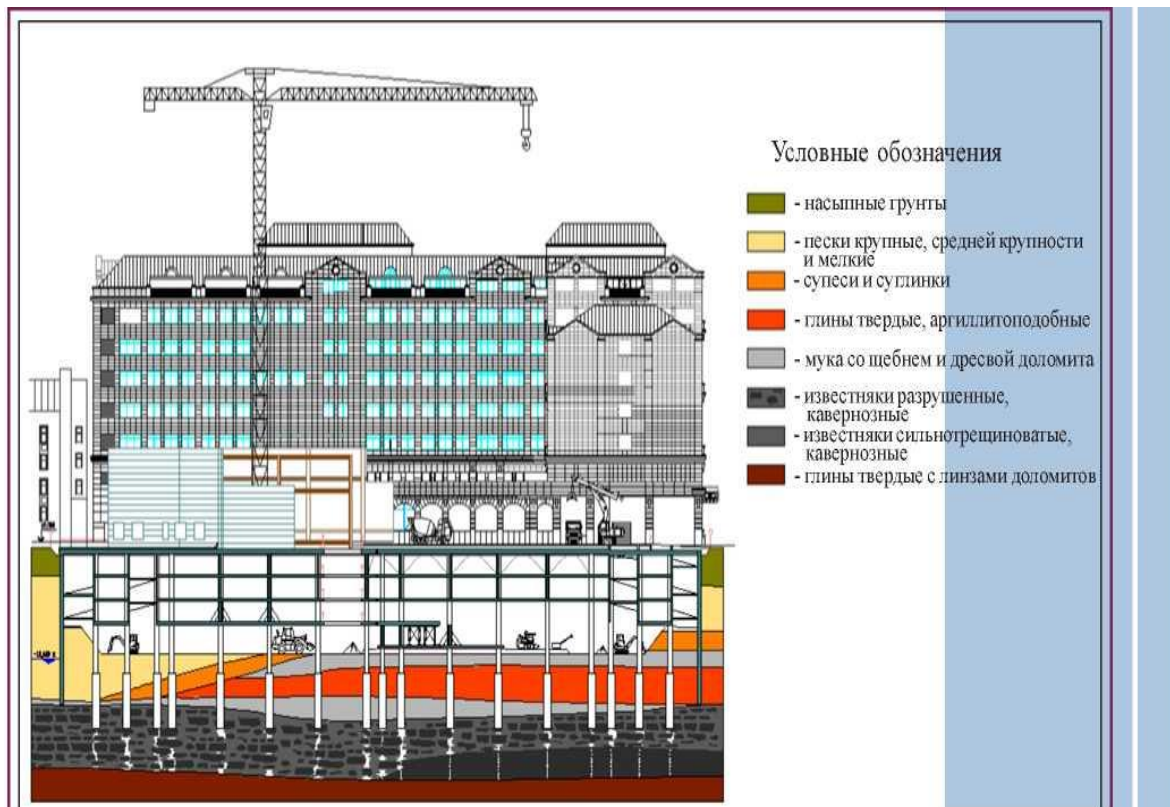 Условные обозначения
- насыпные грунты
- пески крупные, средней крупности
и мелкие
- супеси и суглинки
- глины твердые, аргиллитоподобные
- мука со щебнем и дресвой доломита
- известняки разрушенные,
кавернозные
- известняки сильнотрещиноватые,
кавернозные
- глины твердые с линзами доломитов